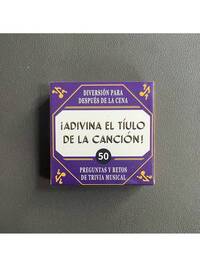 DIVERSIÓN PARA
DESPUÉS DE LA CENA
¡ADIVINA EL TÍULO
DE LA CANCIÓN!
50
PREGUNTAS Y RETOS
DE TRIVIA MUSICAL